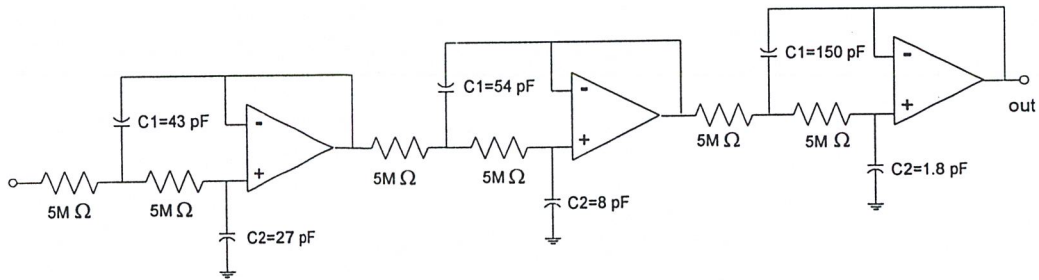 C1=43 pF
-
+
5M Ω
5M Ω
C2=27 pF
C1=54 pF
-
+
5M Ω
5M Ω
C2=8 pF
C1=150 pF
-
+
out
5M Ω
5M Ω
C2=1.8 pF